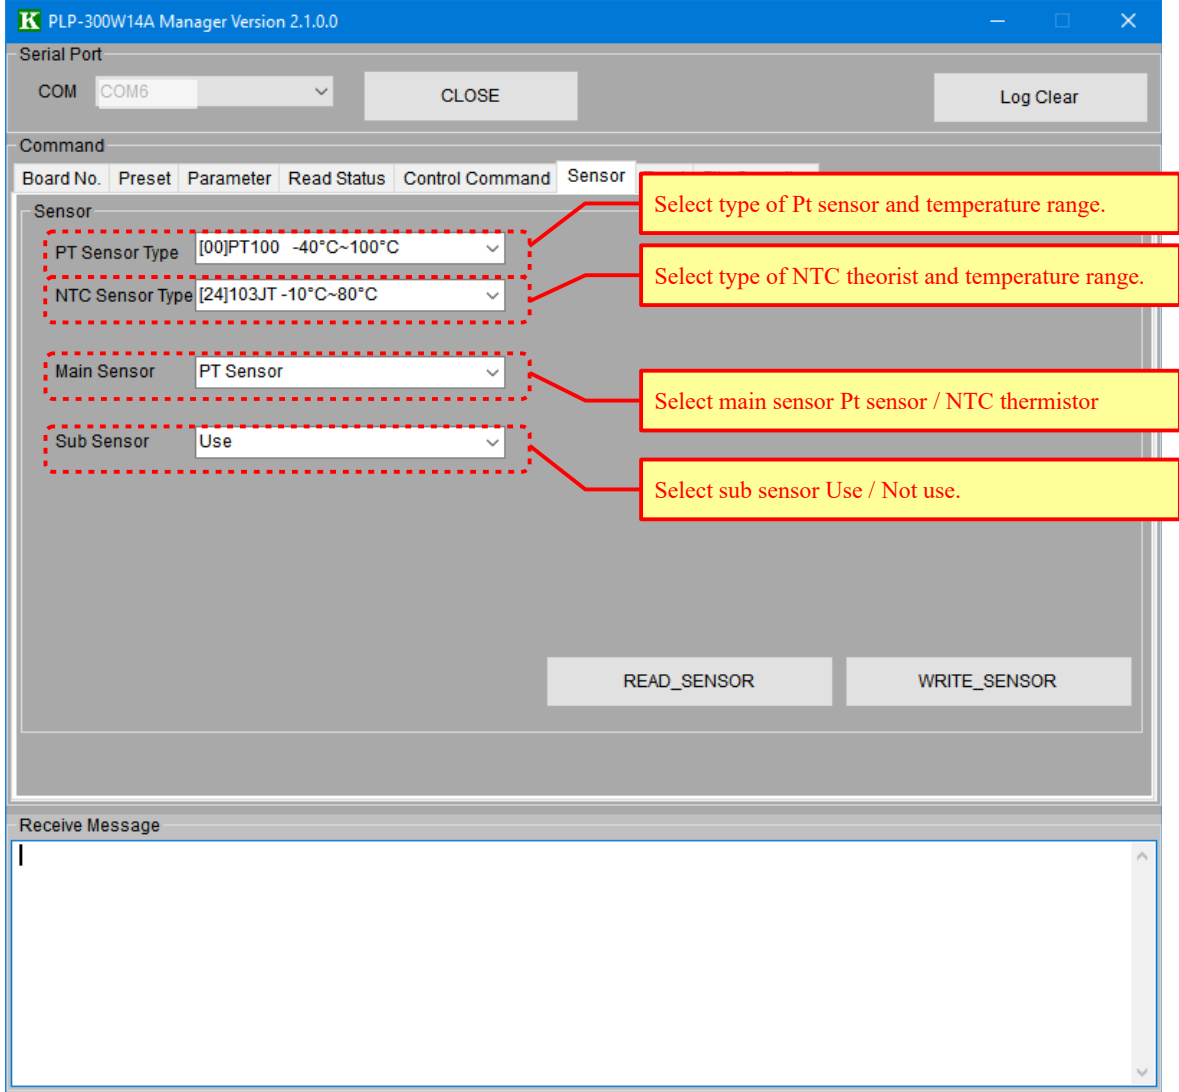 K PLP-300W14A Manager Version 2.1.0.0
Serial Port
COM COM6 CLOSE Log Clear
Command
Board No. Preset Parameter Read Status Control Command Sensor
Select type of Pt sensor and temperature range.
Sensor
PT Sensor Type [00]PT100 -40°C~100°C
Select type of NTC theorist and temperature range.
NTC Sensor Type [24]103JT -10°C~80°C
Main Sensor PT Sensor
Select main sensor Pt sensor / NTC thermistor
Sub Sensor Use
Select sub sensor Use / Not use.
READ_SENSOR WRITE_SENSOR
Receive Message